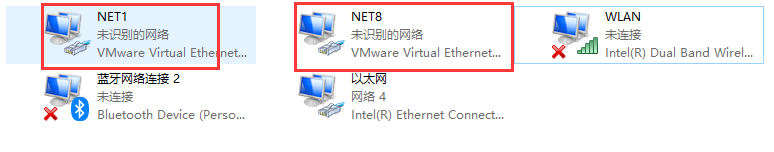 NET1
未识别的网络
VMware Virtual Ethernet...
NET8
未识别的网络
VMware Virtual Ethernet...
WLAN
未连接
Intel(R) Dual Band Wirel...
蓝牙网络连接 2
未连接
Bluetooth Device (Perso...
以太网
网络 4
Intel(R) Ethernet Connect...